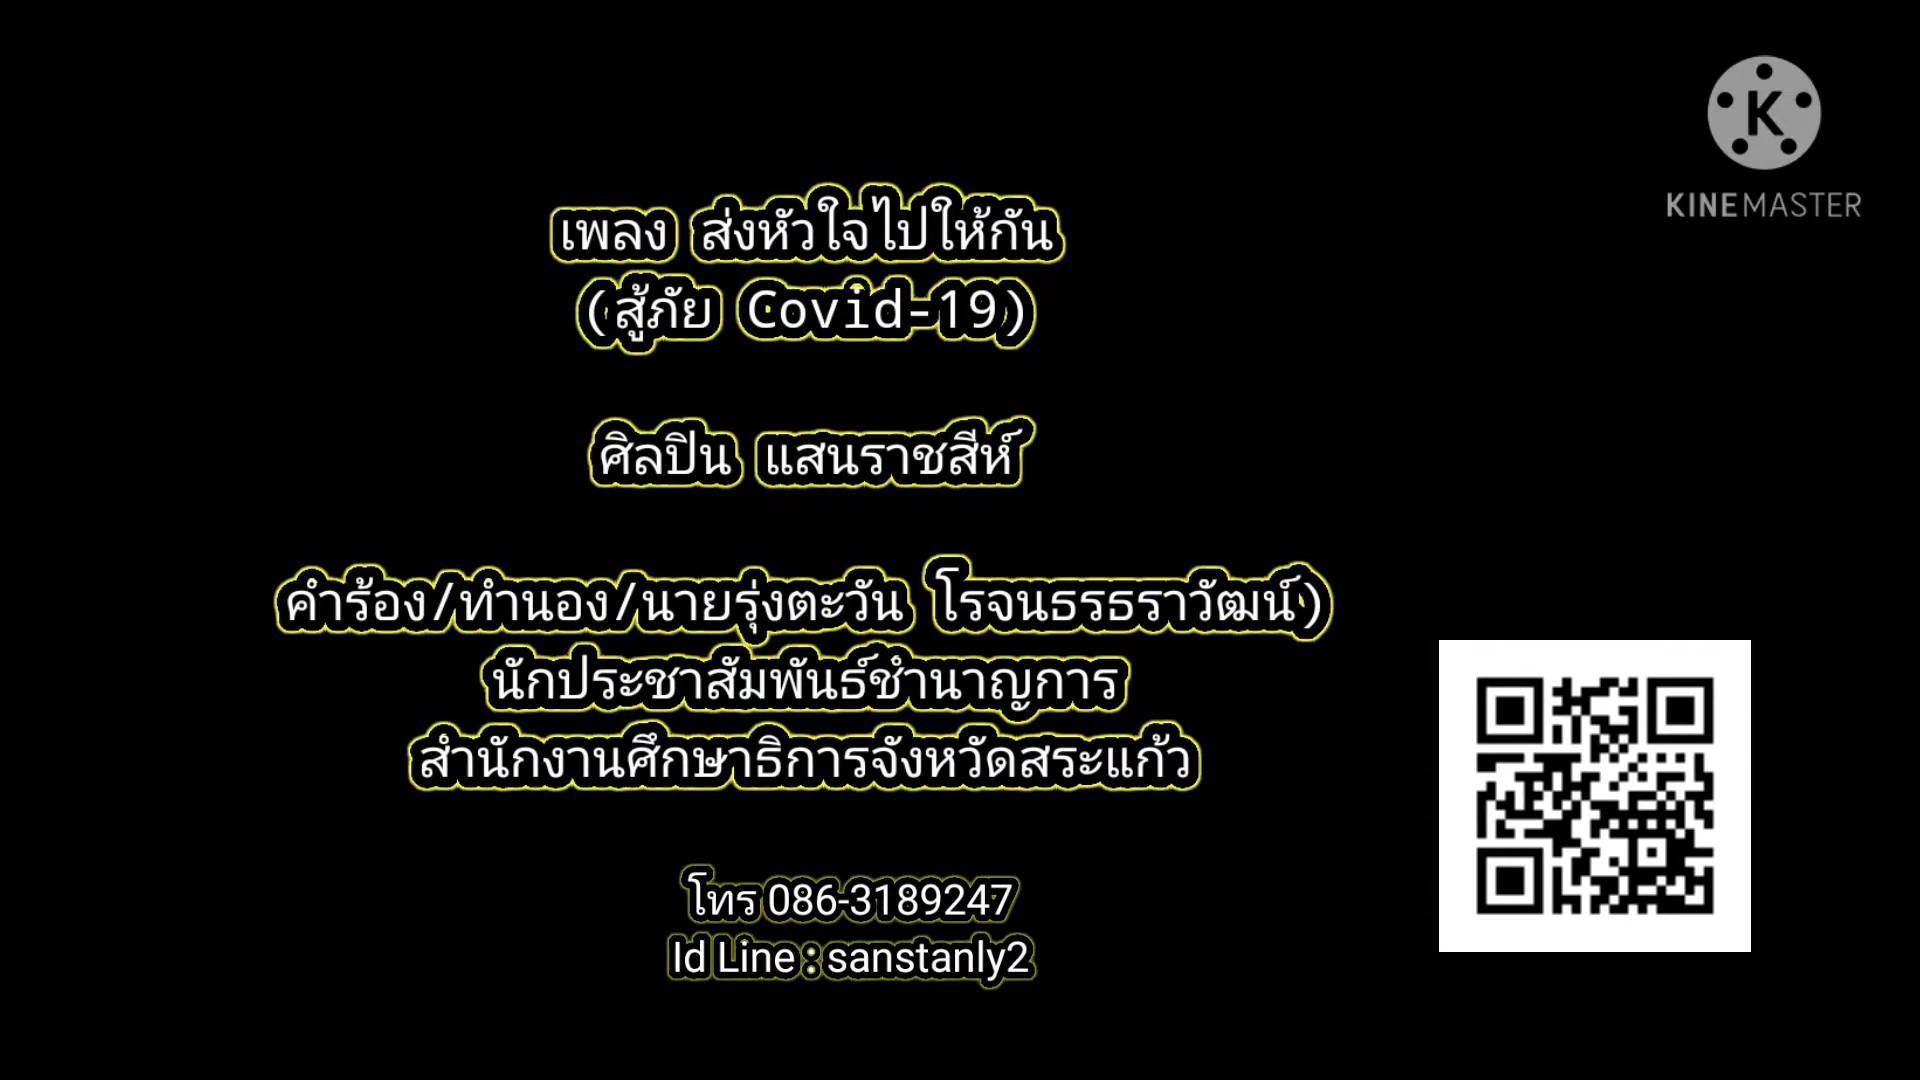 K
KINEMASTER
เพลง ส่งหัวใจไปให้กัน
(สู้ภัย Covid-19)
ศิลปิน แสนราชสีห์
คำร้อง/ทำนอง/นายรุ่งตะวัน โรจนธรธราวัฒน์)
นักประชาสัมพันธ์ชำนาญการ
สำนักงานศึกษาธิการจังหวัดสระแก้ว
โทร 086-3189247
Id Line : sanstanly2